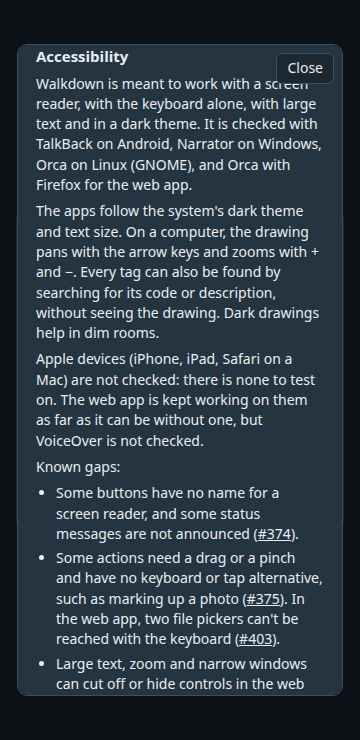 Accessibility
Close
Walkdown is meant to work with a screen
reader, with the keyboard alone, with large
text and in a dark theme. It is checked with
TalkBack on Android, Narrator on Windows,
Orca on Linux (GNOME), and Orca with
Firefox for the web app.
The apps follow the system's dark theme
and text size. On a computer, the drawing
pans with the arrow keys and zooms with +
and −. Every tag can also be found by
searching for its code or description,
without seeing the drawing. Dark drawings
help in dim rooms.
Apple devices (iPhone, iPad, Safari on a
Mac) are not checked: there is none to test
on. The web app is kept working on them
as far as it can be without one, but
VoiceOver is not checked.
Known gaps:
• Some buttons have no name for a
screen reader, and some status
messages are not announced (#374).
• Some actions need a drag or a pinch
and have no keyboard or tap alternative,
such as marking up a photo (#375). In
the web app, two file pickers can't be
reached with the keyboard (#403).
• Large text, zoom and narrow windows
can cut off or hide controls in the web